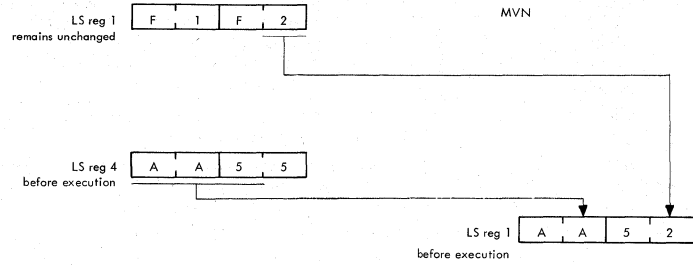 MVN
LS reg 1 F 1 F 2
remains unchanged
LS reg 4 A A 5 5
before execution
LS reg 1 A A 5 2
before execution